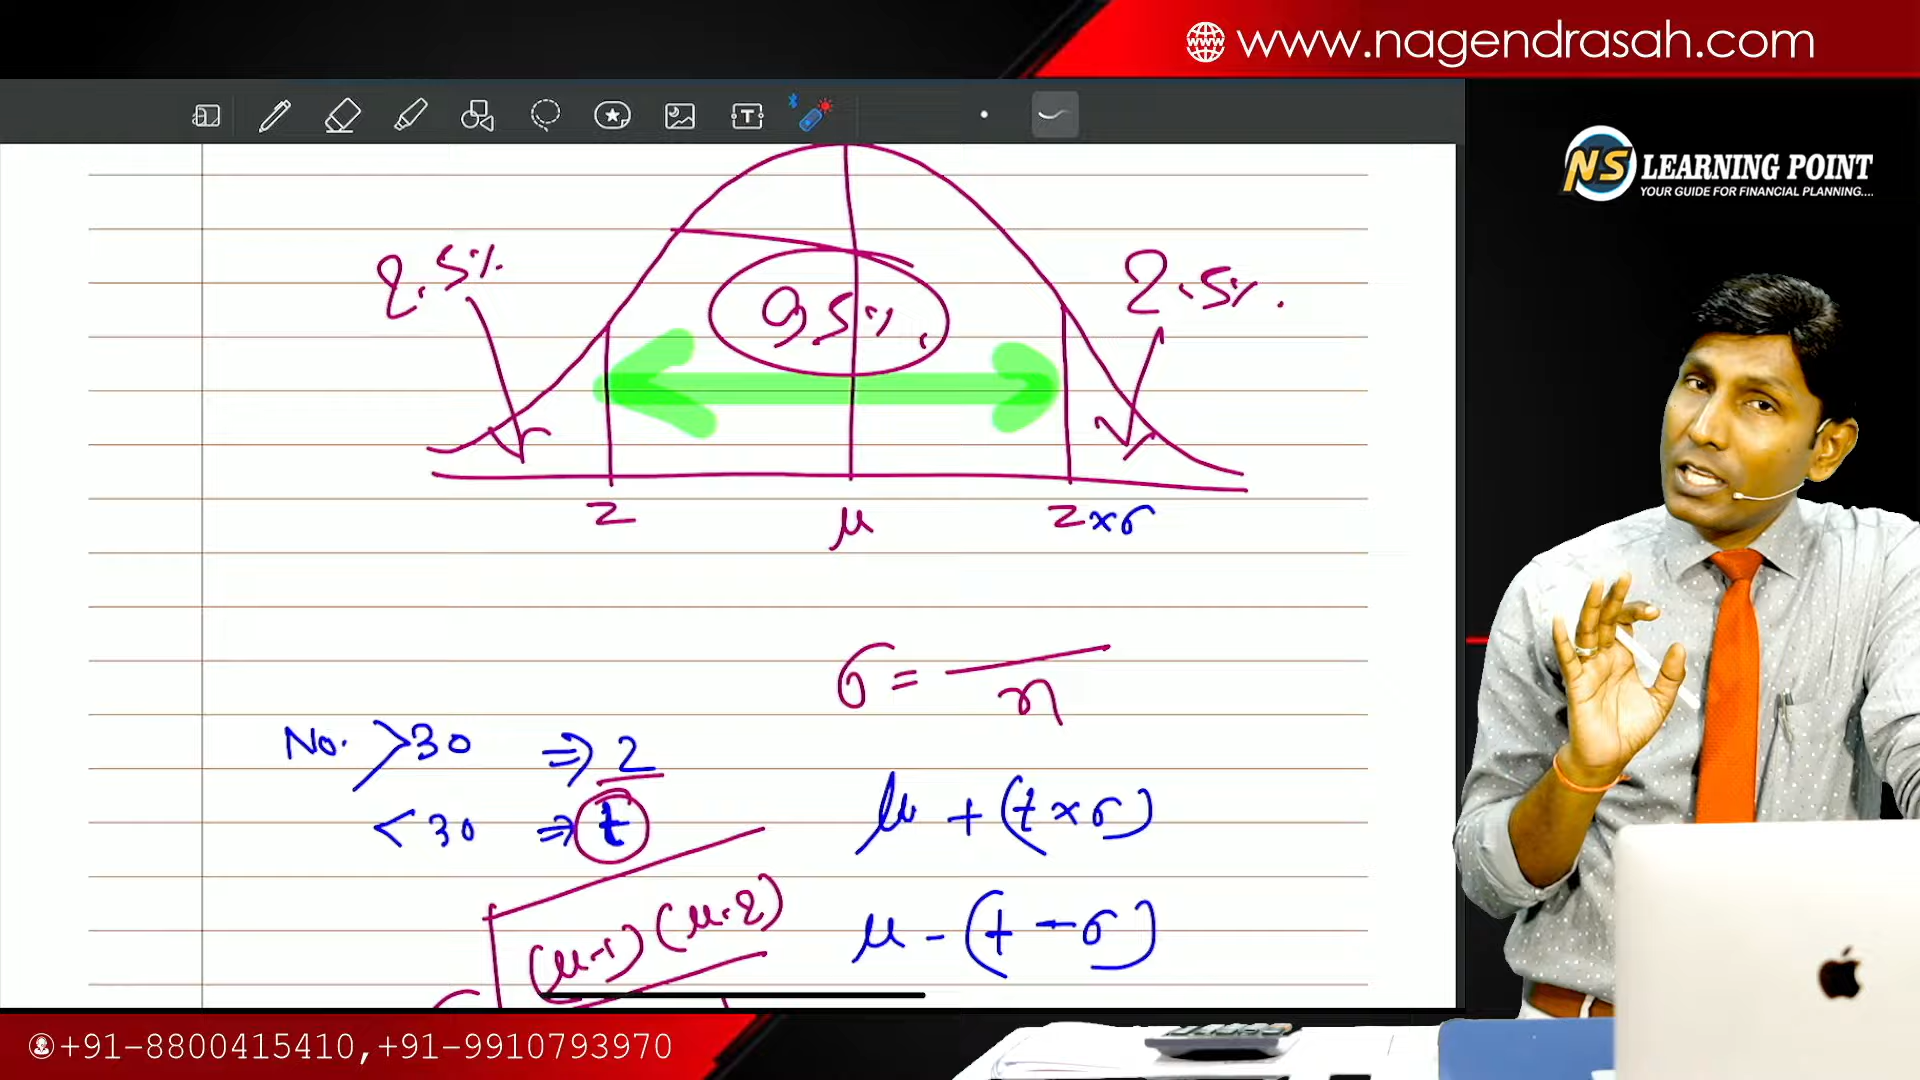 www.nagendrasah.com
NS LEARNING POINT
YOUR GUIDE FOR FINANCIAL PLANNING....
2.5%
95%
2.5%.
z μ z×σ
σ = —
n
No. >30 ⇒ z
<30 ⇒ t
μ + (t×σ)
(μ-1) (μ-2)
μ - (t - σ)
+91-8800415410,+91-9910793970